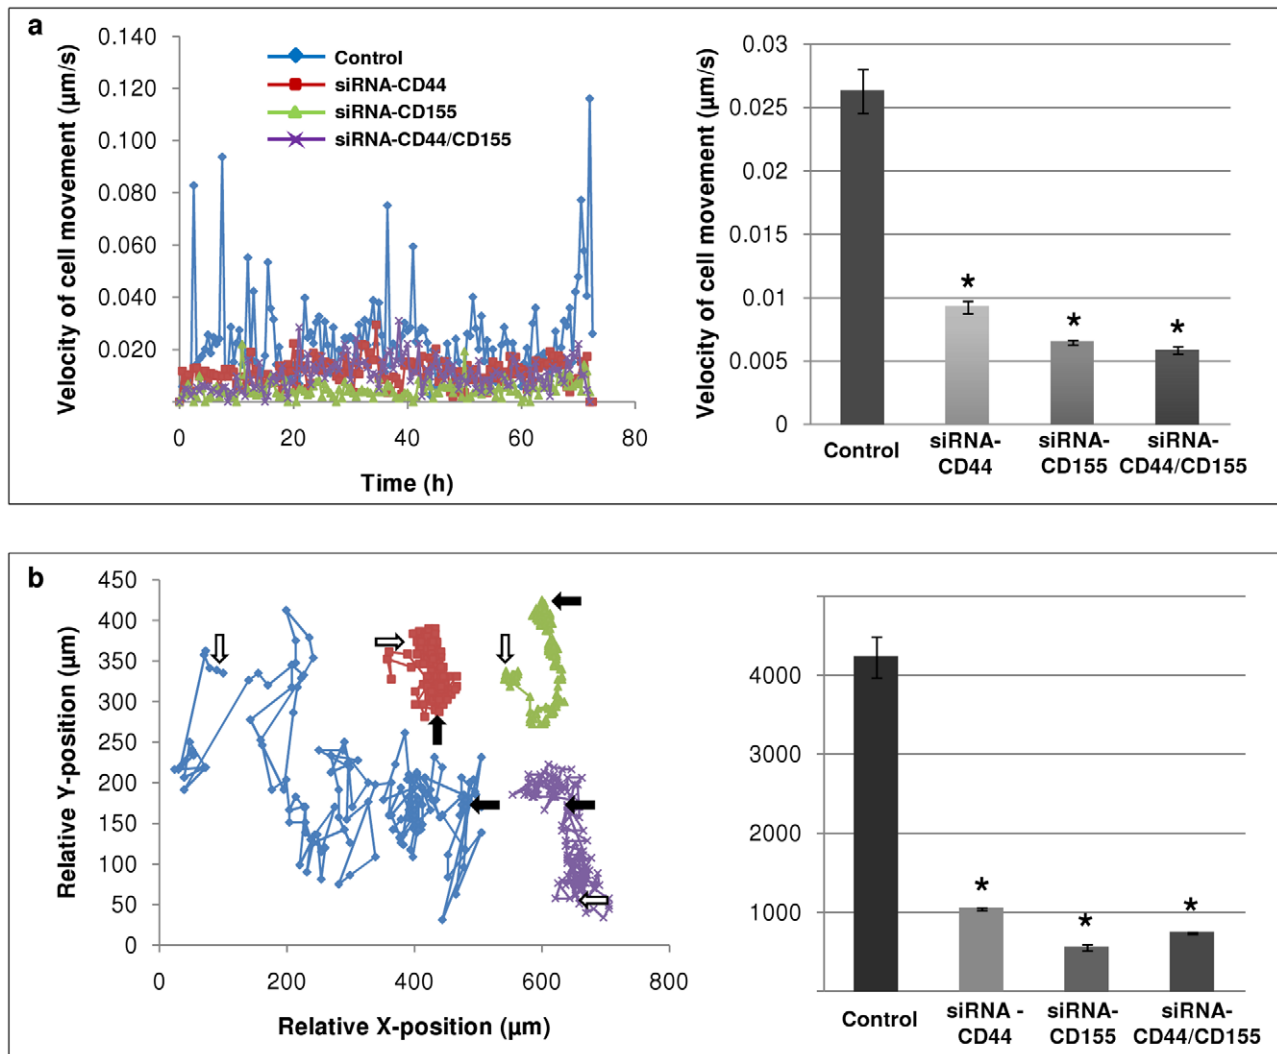 a
Velocity of cell movement (µm/s)
0.140
0.120
0.100
0.080
0.060
0.040
0.020
Control
siRNA-CD44
siRNA-CD155
siRNA-CD44/CD155
0 20 40 60 80
Time (h)
Velocity of cell movement (µm/s)
0.03
0.025
0.02
0.015
0.01
0.005
0
*
*
*
Control
siRNA-
CD44
siRNA-
CD155
siRNA-
CD44/CD155
b
Relative Y-position (µm)
450
400
350
300
250
200
150
100
50
0
0 200 400 600 800
Relative X-position (µm)
4000
3000
2000
1000
*
*
*
Control
siRNA -
CD44
siRNA-
CD155
siRNA-
CD44/CD155